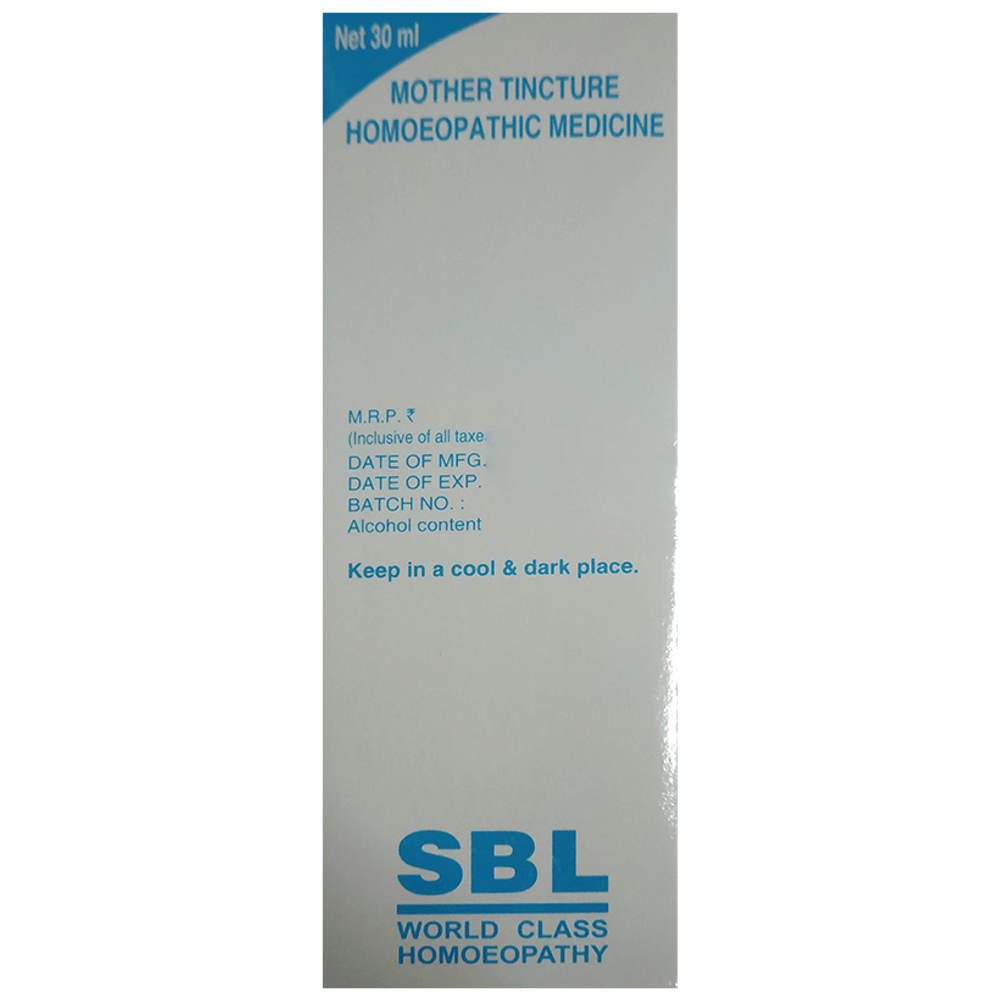 Net 30 ml
MOTHER TINCTURE
HOMOEOPATHIC MEDICINE
M.R.P. ₹
(Inclusive of all taxe
DATE OF MFG.
DATE OF EXP.
BATCH NO. :
Alcohol content
Keep in a cool & dark place.
SBL
WORLD CLASS
HOMOEOPATHY